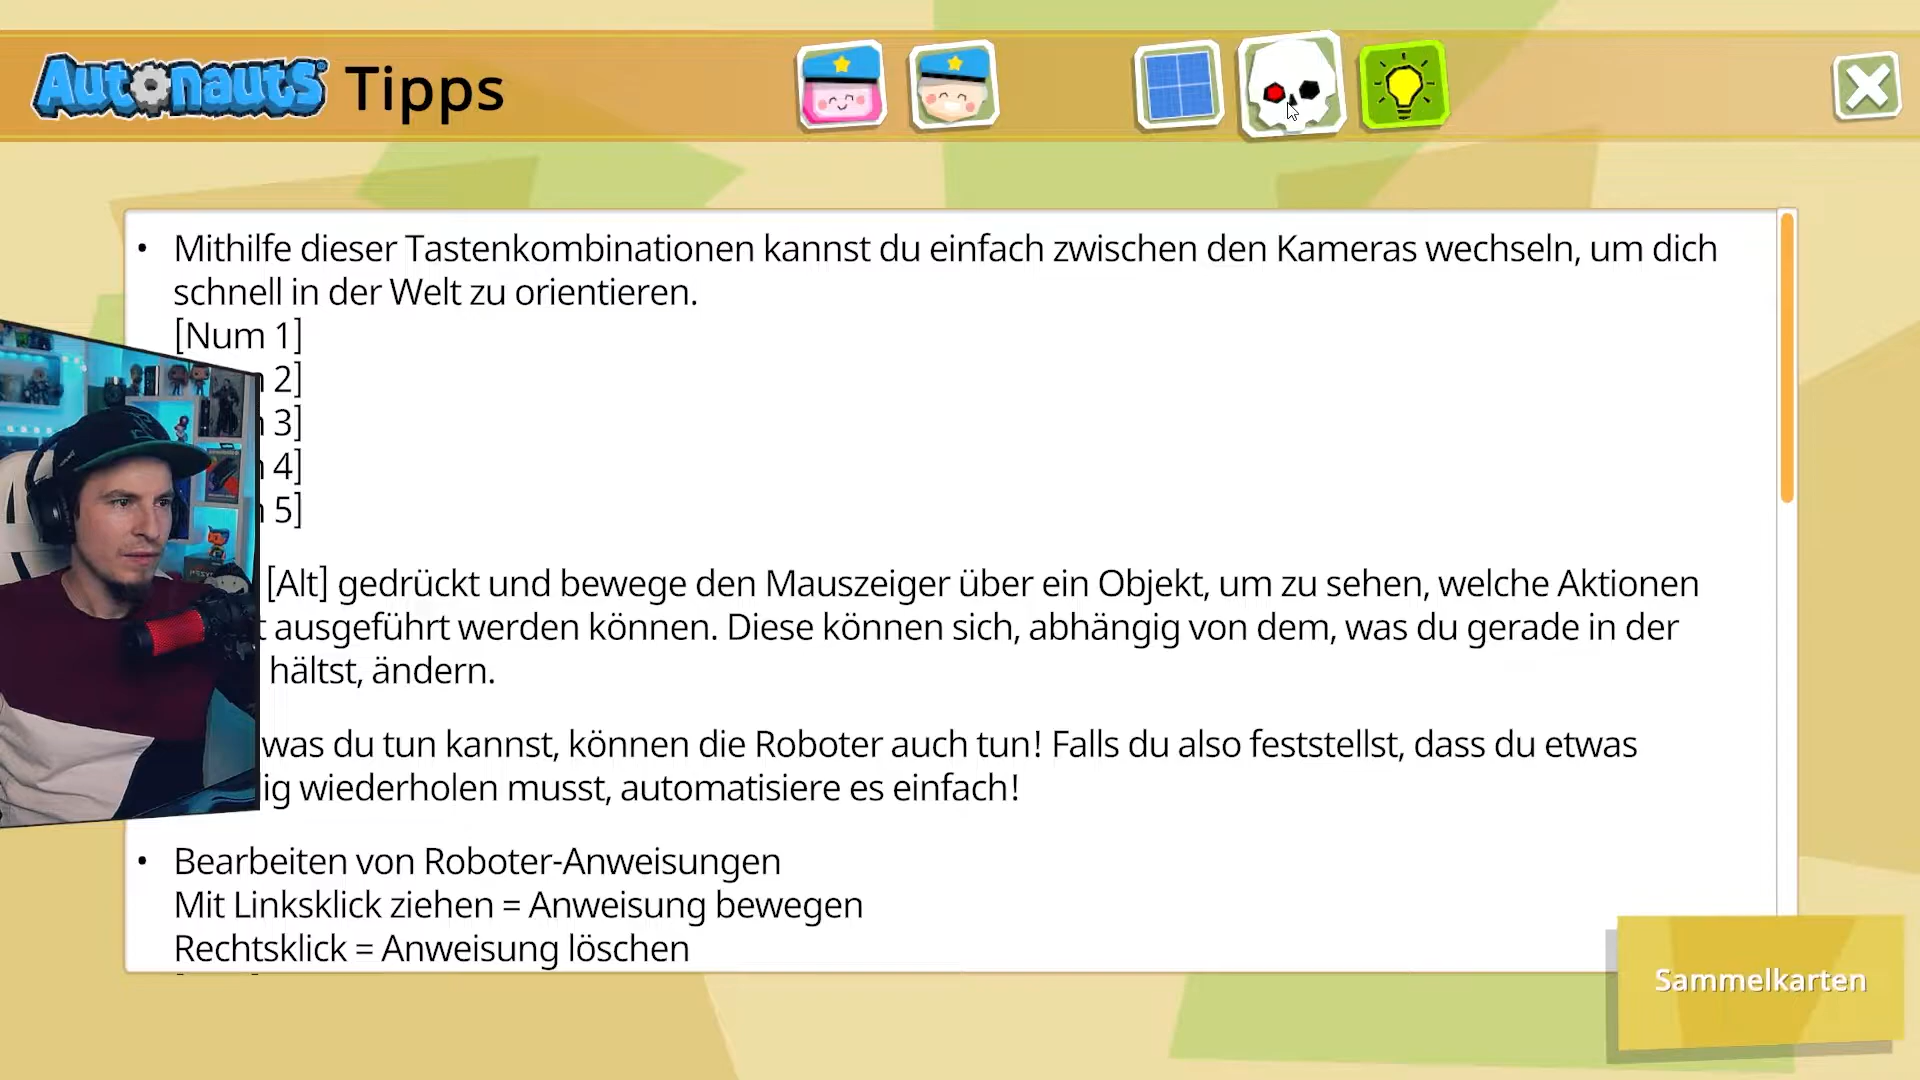 Autonauts Tipps
• Mithilfe dieser Tastenkombinationen kannst du einfach zwischen den Kameras wechseln, um dich
schnell in der Welt zu orientieren.
[Num 1]
2]
3]
4]
5]
[Alt] gedrückt und bewege den Mauszeiger über ein Objekt, um zu sehen, welche Aktionen
ausgeführt werden können. Diese können sich, abhängig von dem, was du gerade in der
hältst, ändern.
was du tun kannst, können die Roboter auch tun! Falls du also feststellst, dass du etwas
wiederholen musst, automatisiere es einfach!
• Bearbeiten von Roboter-Anweisungen
Mit Linksklick ziehen = Anweisung bewegen
Rechtsklick = Anweisung löschen
Sammelkarten